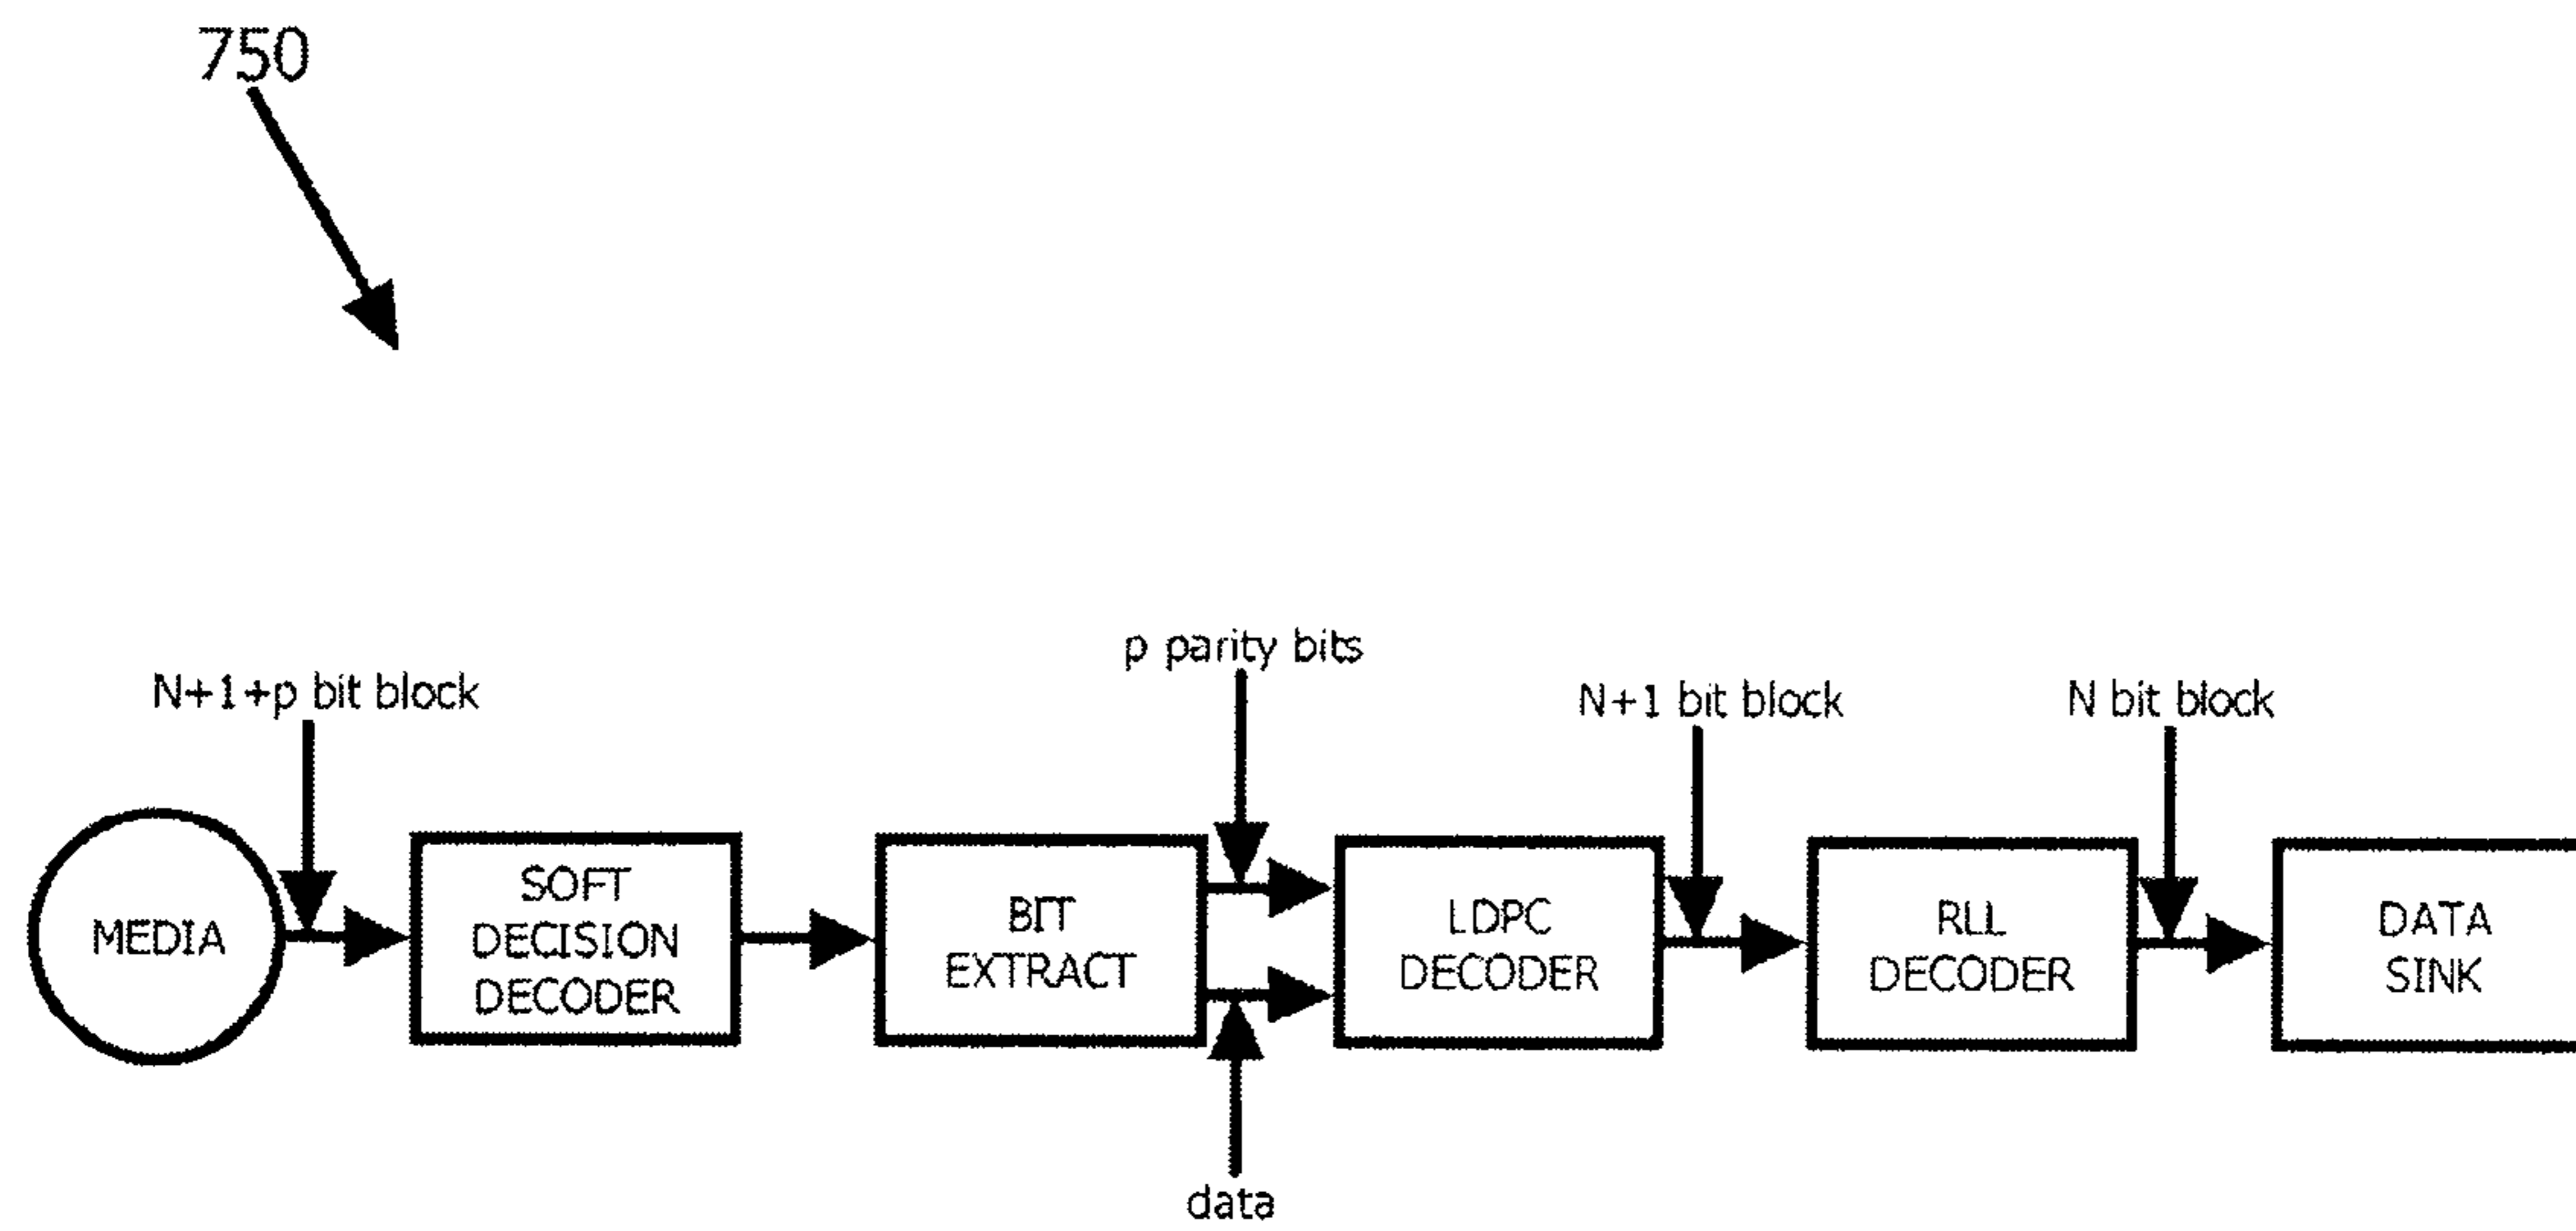 750
p parity bits
N+1+p bit block
N+1 bit block
N bit block
MEDIA
SOFT
DECISION
DECODER
BIT
EXTRACT
LDPC
DECODER
RLL
DECODER
DATA
SINK
data